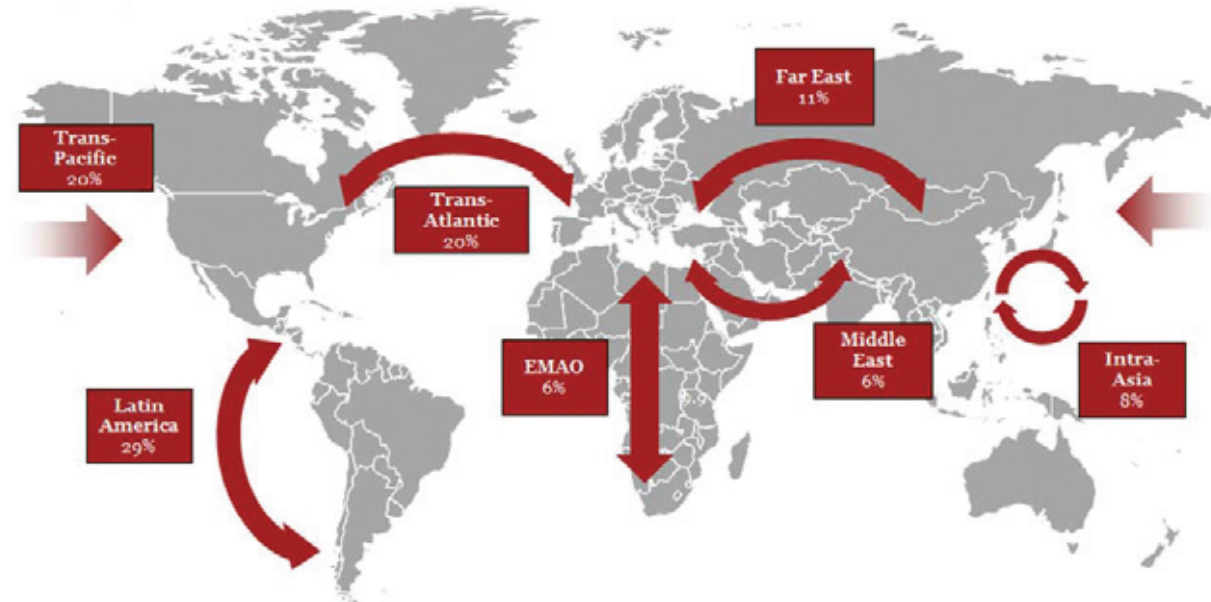 Trans-
Pacific
20%
Trans-
Atlantic
20%
Far East
11%
Latin
America
29%
EMAO
6%
Middle
East
6%
Intra-
Asia
8%